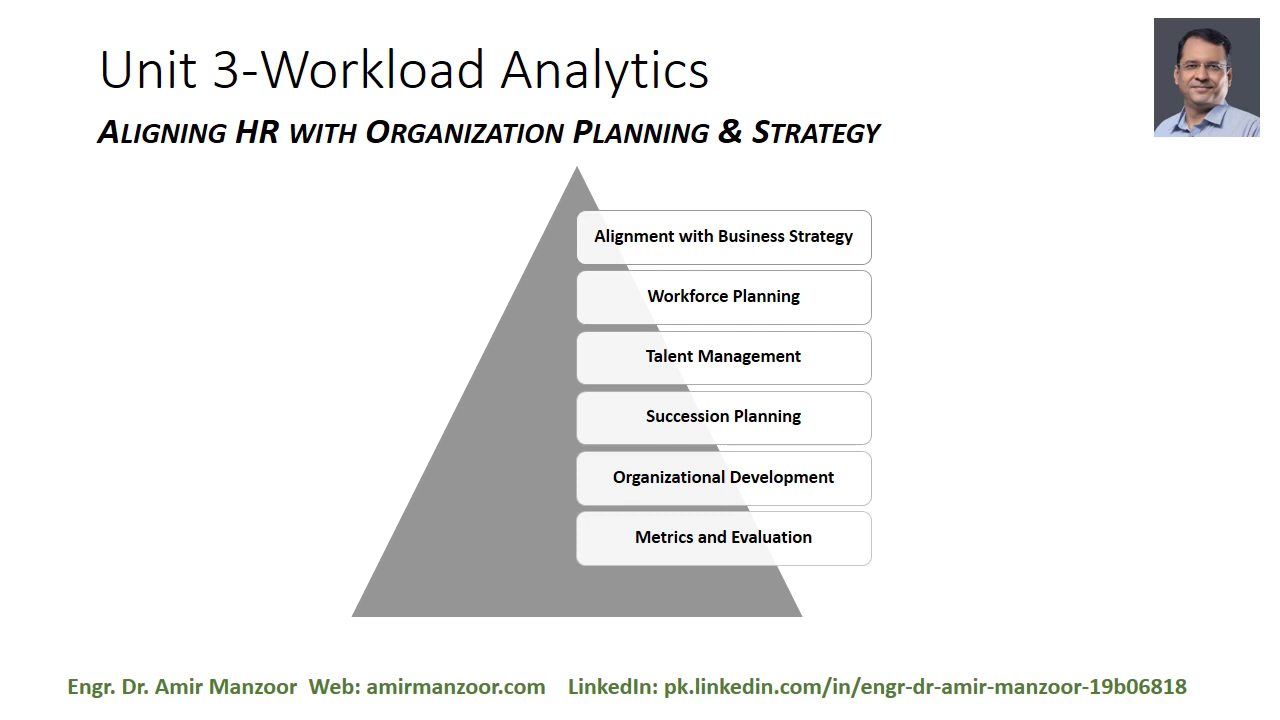 Unit 3-Workload Analytics
ALIGNING HR WITH ORGANIZATION PLANNING & STRATEGY
Alignment with Business Strategy
Workforce Planning
Talent Management
Succession Planning
Organizational Development
Metrics and Evaluation
Engr. Dr. Amir Manzoor Web: amirmanzoor.com LinkedIn: pk.linkedin.com/in/engr-dr-amir-manzoor-19b06818